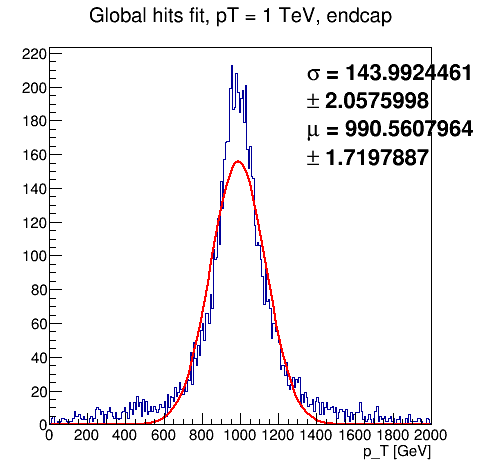 Global hits fit, pT = 1 TeV, endcap
σ = 143.9924461
± 2.0575998
μ = 990.5607964
± 1.7197887
220
200
180
160
140
120
100
80
60
40
20
0
0 200 400 600 800 1000 1200 1400 1600 1800 2000
p_T [GeV]